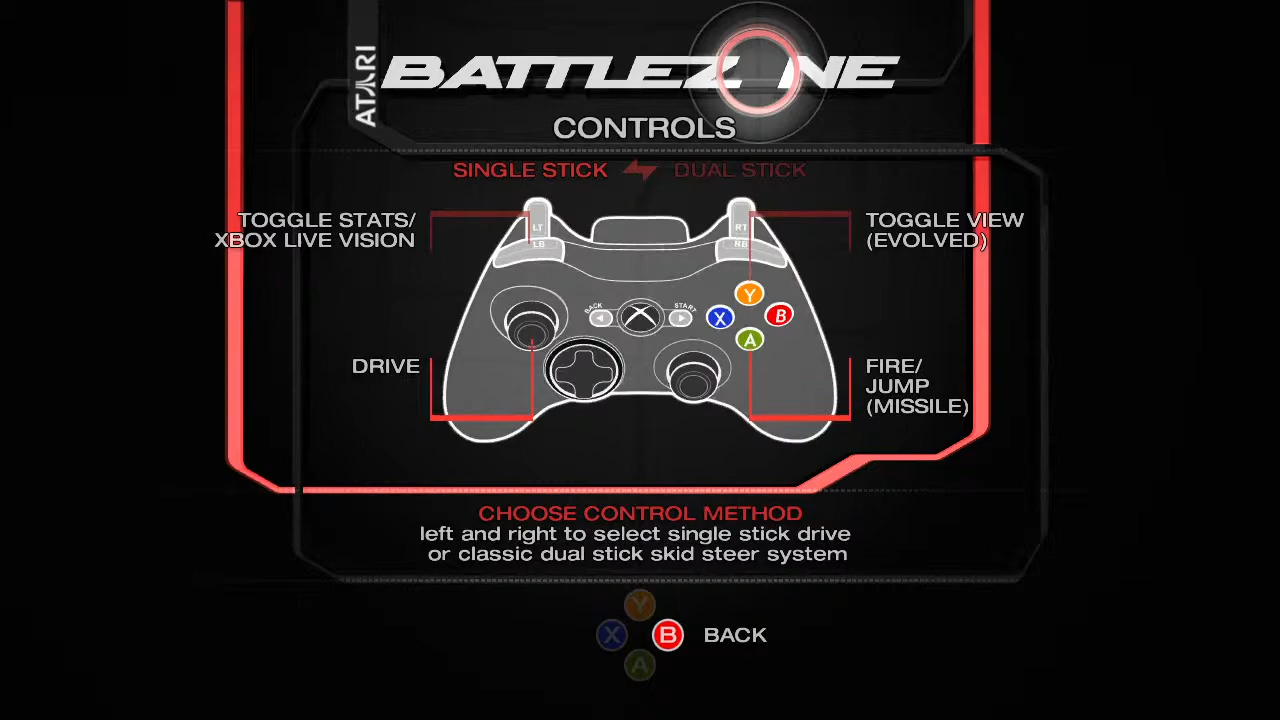 ATARI
BATTLEZONE
CONTROLS
SINGLE STICK DUAL STICK
TOGGLE STATS/
XBOX LIVE VISION
TOGGLE VIEW
(EVOLVED)
LT
RT
LB
RB
BACK
START
Y
X
B
A
DRIVE
FIRE/
JUMP
(MISSILE)
CHOOSE CONTROL METHOD
left and right to select single stick drive
or classic dual stick skid steer system
Y
X
B BACK
A